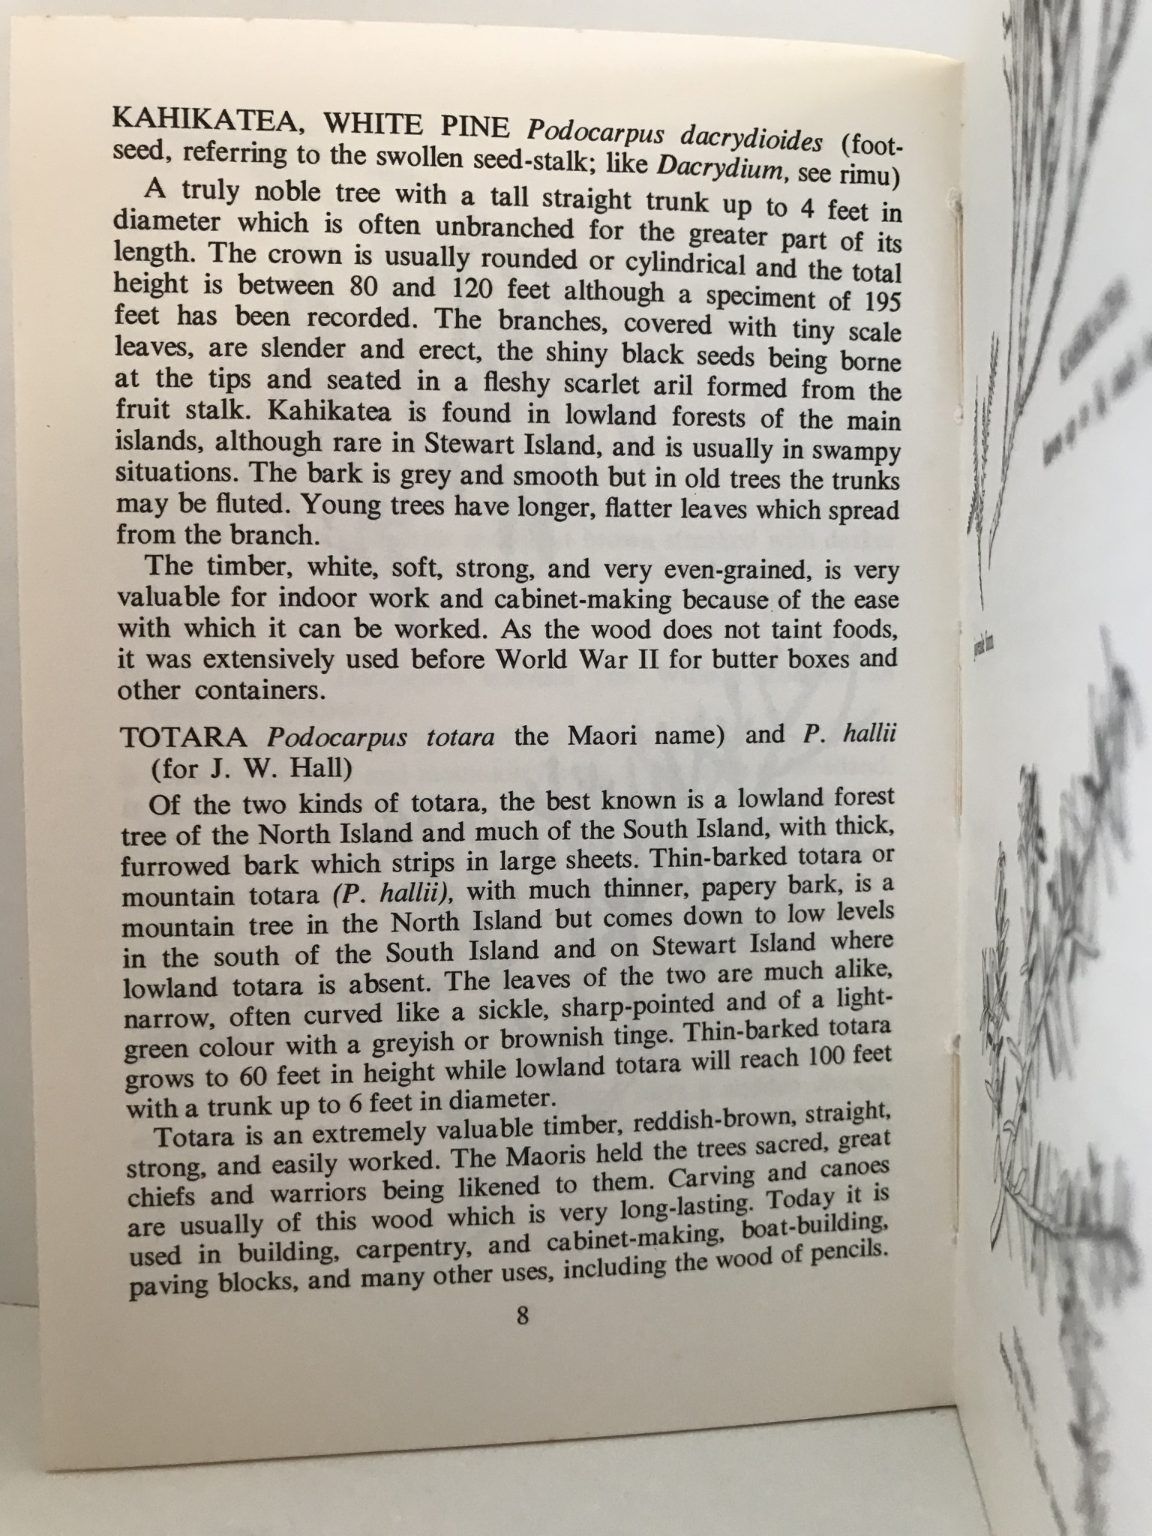 KAHIKATEA, WHITE PINE Podocarpus dacrydioides (foot-
seed, referring to the swollen seed-stalk; like Dacrydium, see rimu)
A truly noble tree with a tall straight trunk up to 4 feet in
diameter which is often unbranched for the greater part of its
length. The crown is usually rounded or cylindrical and the total
height is between 80 and 120 feet although a speciment of 195
feet has been recorded. The branches, covered with tiny scale
leaves, are slender and erect, the shiny black seeds being borne
at the tips and seated in a fleshy scarlet aril formed from the
fruit stalk. Kahikatea is found in lowland forests of the main
islands, although rare in Stewart Island, and is usually in swampy
situations. The bark is grey and smooth but in old trees the trunks
may be fluted. Young trees have longer, flatter leaves which spread
from the branch.
The timber, white, soft, strong, and very even-grained, is very
valuable for indoor work and cabinet-making because of the ease
with which it can be worked. As the wood does not taint foods,
it was extensively used before World War II for butter boxes and
other containers.
TOTARA Podocarpus totara the Maori name) and P. hallii
(for J. W. Hall)
Of the two kinds of totara, the best known is a lowland forest
tree of the North Island and much of the South Island, with thick,
furrowed bark which strips in large sheets. Thin-barked totara or
mountain totara (P. hallii), with much thinner, papery bark, is a
mountain tree in the North Island but comes down to low levels
in the south of the South Island and on Stewart Island where
lowland totara is absent. The leaves of the two are much alike,
narrow, often curved like a sickle, sharp-pointed and of a light-
green colour with a greyish or brownish tinge. Thin-barked totara
grows to 60 feet in height while lowland totara will reach 100 feet
with a trunk up to 6 feet in diameter.
Totara is an extremely valuable timber, reddish-brown, straight,
strong, and easily worked. The Maoris held the trees sacred, great
chiefs and warriors being likened to them. Carving and canoes
are usually of this wood which is very long-lasting. Today it is
used in building, carpentry, and cabinet-making, boat-building,
paving blocks, and many other uses, including the wood of pencils.
8